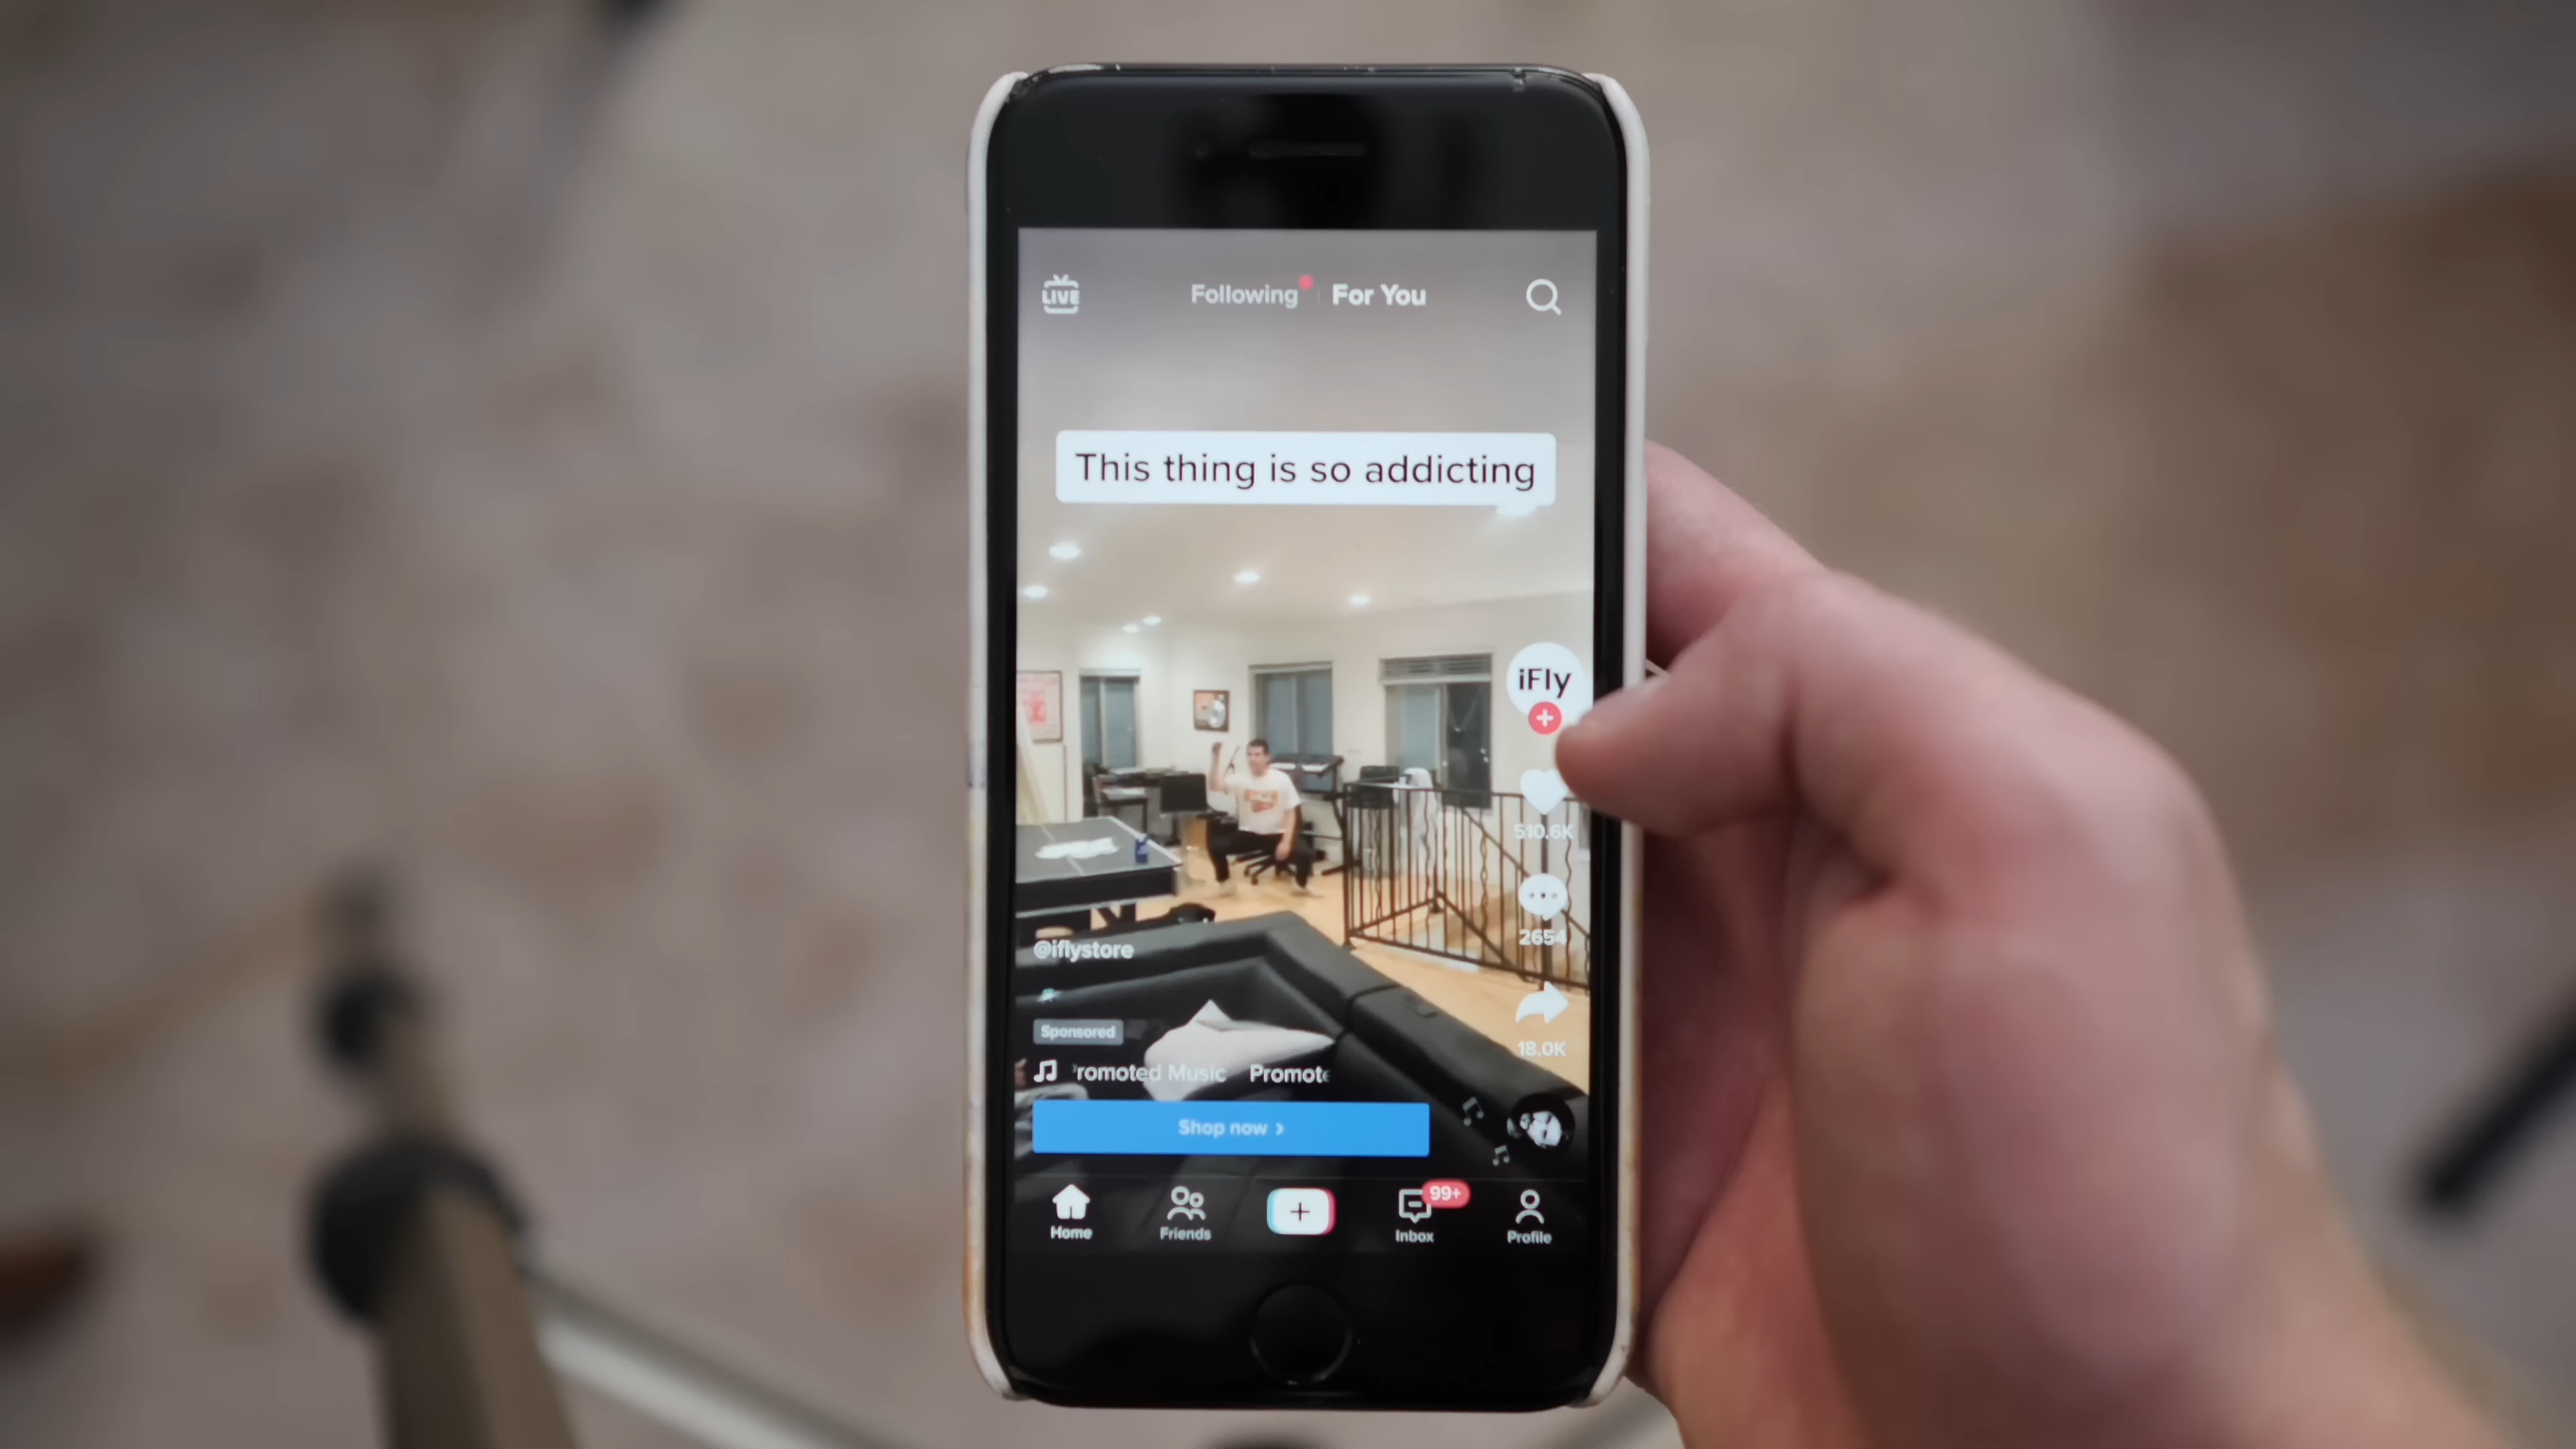 LIVE
Following
For You
This thing is so addicting
iFly
510.6K
2654
@iflystore
18.0K
Sponsored
romoted Music Promote
Shop now >
Home
Friends
99+
Inbox
Profile